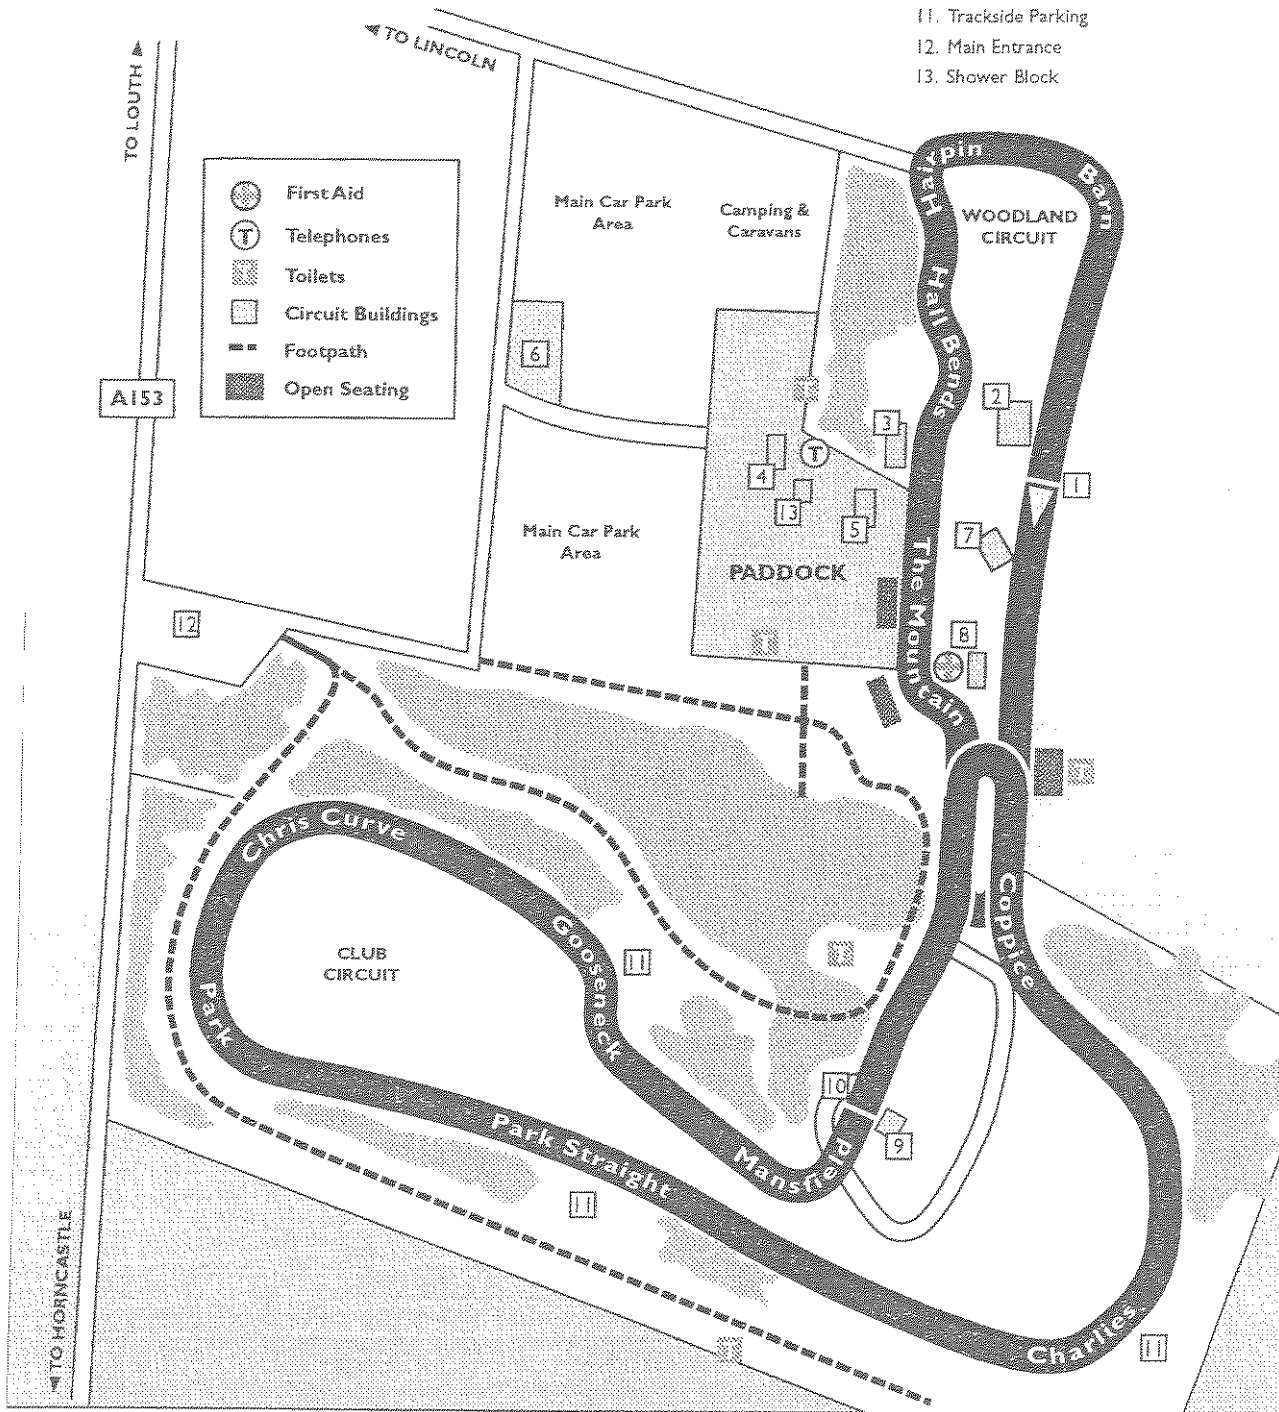 11. Trackside Parking
12. Main Entrance
13. Shower Block
TO LINCOLN
TO LOUTH
Hairpin
Barn
WOODLAND
CIRCUIT
First Aid
T Telephones
Toilets
Circuit Buildings
Footpath
Open Seating
Main Car Park
Area
Camping &
Caravans
Hall Bends
6
A153
2
3
T
4
1
13
5
Main Car Park
Area
7
PADDOCK
The Mountain
12
8
Chris Curve
Coppice
CLUB
CIRCUIT
Gooseneck
11
Park
10
Park Straight
Mansfield
9
11
TO HORNCASTLE
Charlies
11